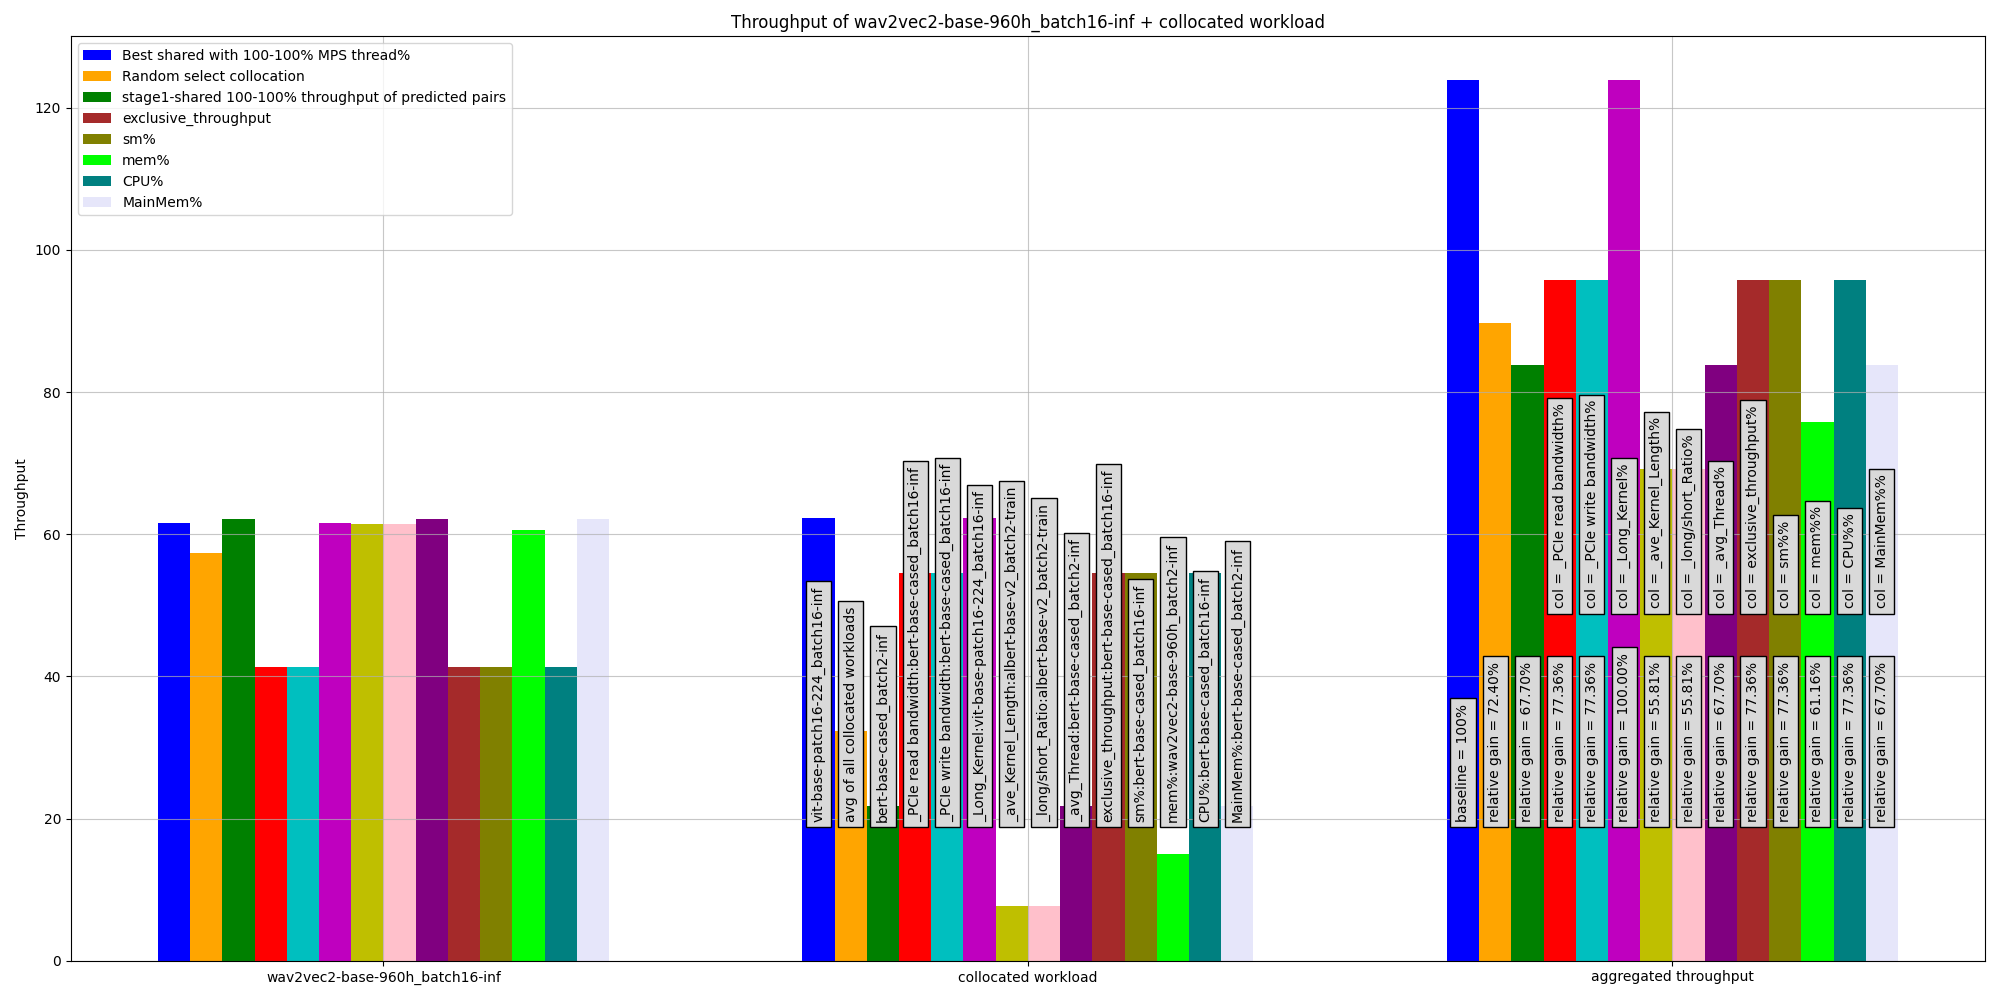 Throughput of wav2vec2-base-960h_batch16-inf + collocated workload
Best shared with 100-100% MPS thread%
Random select collocation
stage1-shared 100-100% throughput of predicted pairs
exclusive_throughput
sm%
mem%
CPU%
MainMem%
Throughput
120
100
80
60
40
20
0
vit-base-patch16-224_batch16-inf
avg of all collocated workloads
bert-base-cased_batch2-inf
_PCIe read bandwidth:bert-base-cased_batch16-inf
_PCIe write bandwidth:bert-base-cased_batch16-inf
_Long_Kernel:vit-base-patch16-224_batch16-inf
_ave_Kernel_Length:albert-base-v2_batch2-train
_long/short_Ratio:albert-base-v2_batch2-train
_avg_Thread:bert-base-cased_batch2-inf
exclusive_throughput:bert-base-cased_batch16-inf
sm%:bert-base-cased_batch16-inf
mem%:wav2vec2-base-960h_batch2-inf
CPU%:bert-base-cased_batch16-inf
MainMem%:bert-base-cased_batch2-inf
col = _PCIe read bandwidth%
col = _PCIe write bandwidth%
col = _Long_Kernel%
col = _ave_Kernel_Length%
col = _long/short_Ratio%
col = _avg_Thread%
col = exclusive_throughput%
col = sm%%
col = mem%%
col = CPU%%
col = MainMem%%
baseline = 100%
relative gain = 72.40%
relative gain = 67.70%
relative gain = 77.36%
relative gain = 77.36%
relative gain = 100.00%
relative gain = 55.81%
relative gain = 55.81%
relative gain = 67.70%
relative gain = 77.36%
relative gain = 77.36%
relative gain = 61.16%
relative gain = 77.36%
relative gain = 67.70%
wav2vec2-base-960h_batch16-inf
collocated workload
aggregated throughput